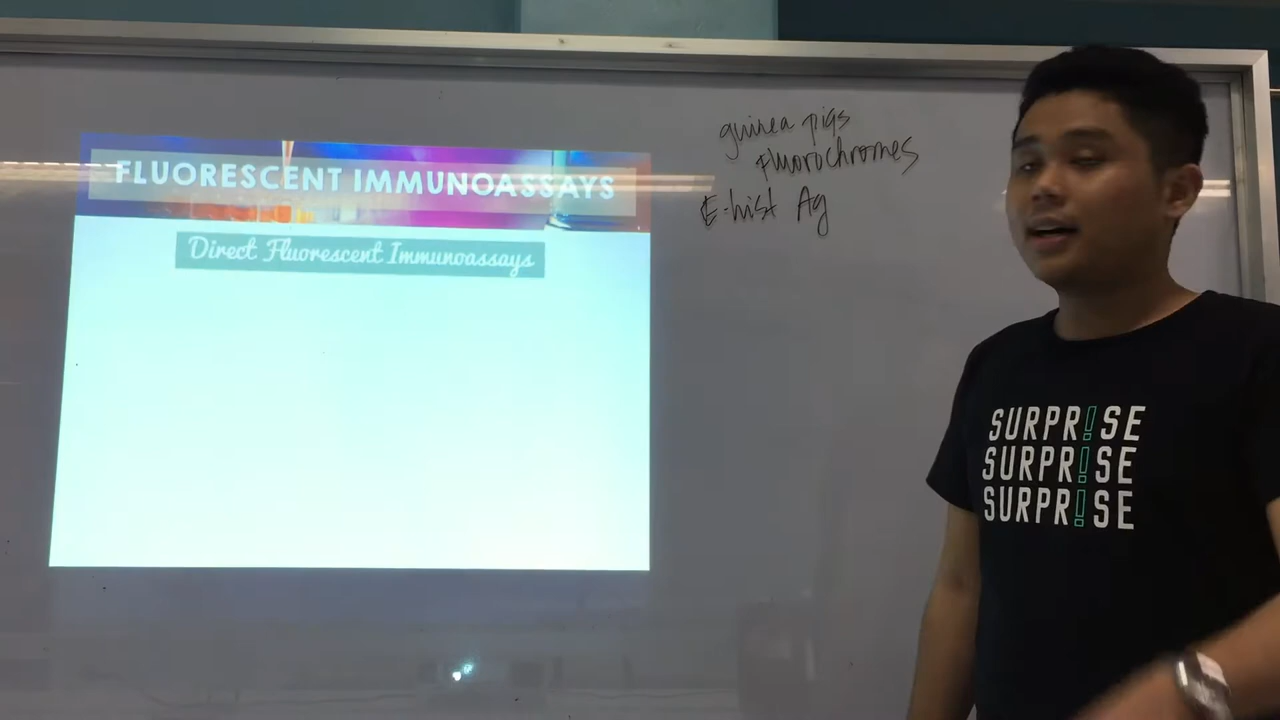 FLUORESCENT IMMUNOASSAYS
Direct Fluorescent Immunoassays
guinea pigs
Fluorochromes
E-hist Ag
SURPR!SE
SURPR!SE
SURPR!SE